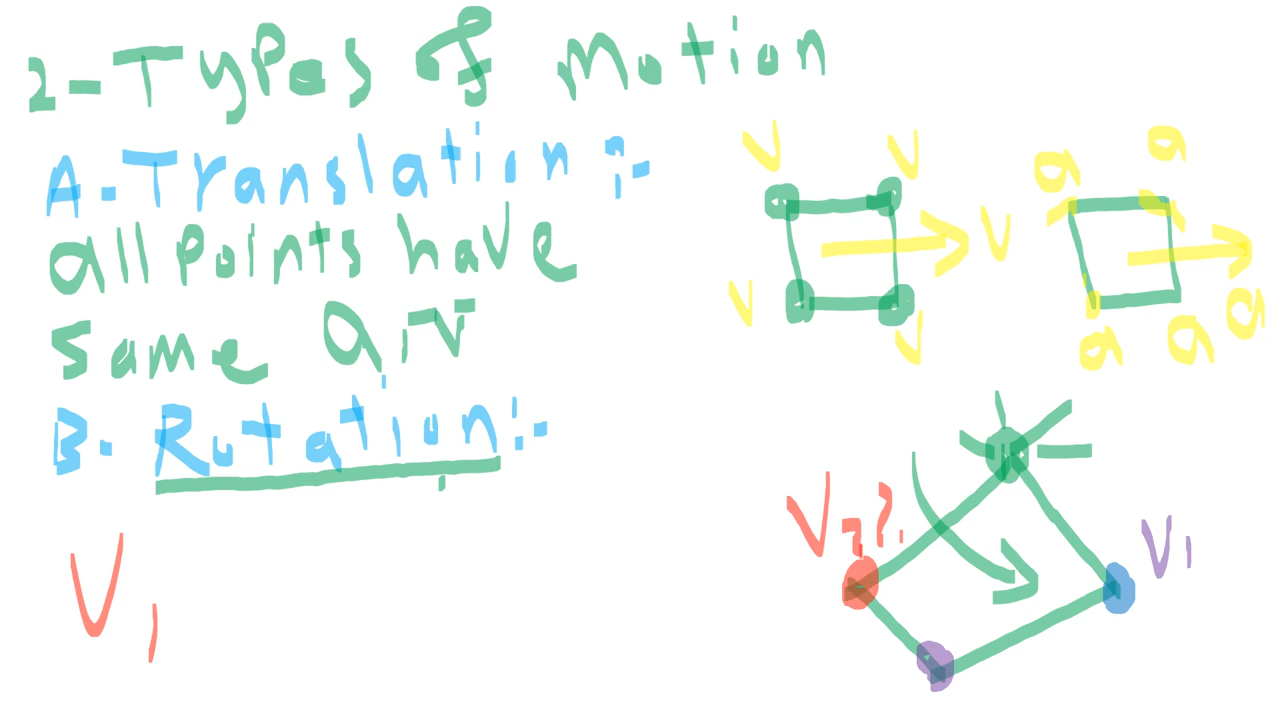 2-Types of motion
A. Translation :-
all points have
same a, v
B. Rotation :-
V1
V V
V
V V
a a
a a a
V2 ?.
V1